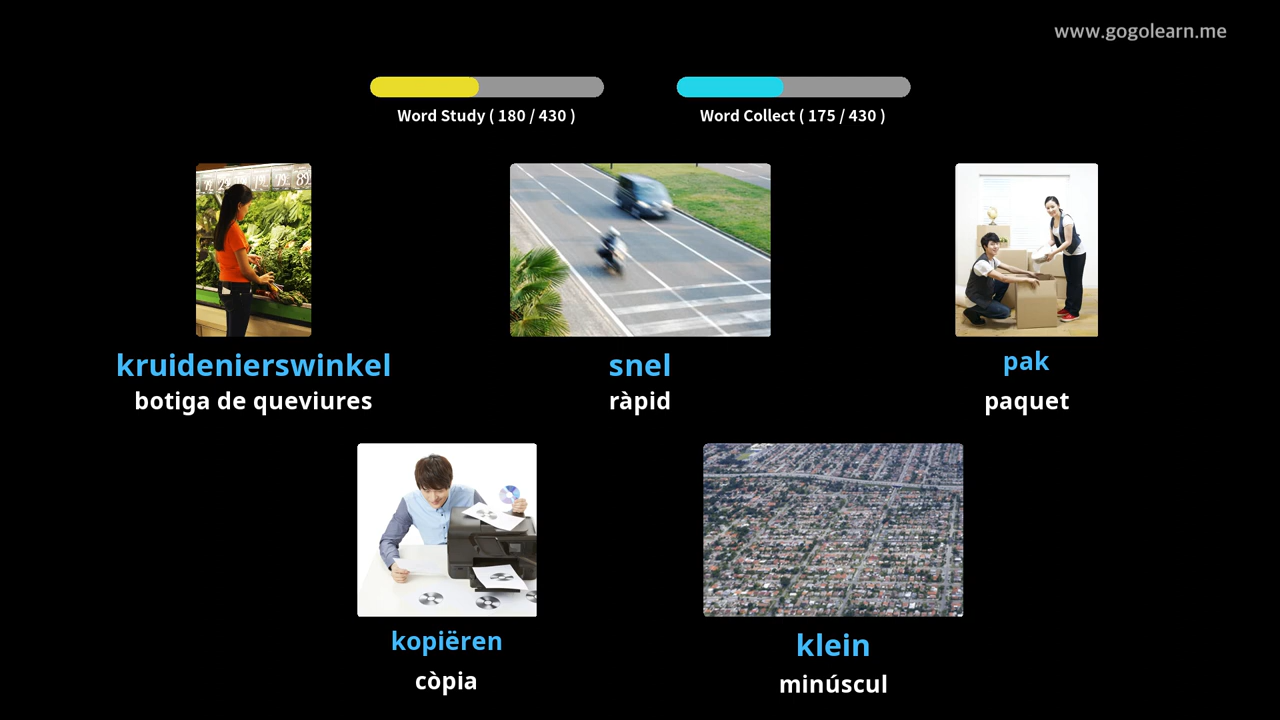 www.gogolearn.me
Word Study ( 180 / 430 )
Word Collect ( 175 / 430 )
kruidenierswinkel
botiga de queviures
snel
ràpid
pak
paquet
kopiëren
còpia
klein
minúscul